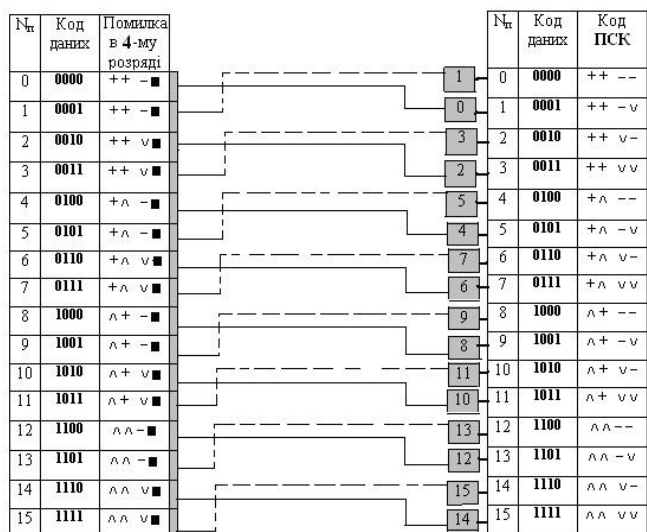 Nп Код даних Помилка в 4-му розряді
0 0000 ++ –■
1 0001 ++ –■
2 0010 ++ v■
3 0011 ++ v■
4 0100 +^ –■
5 0101 +^ –■
6 0110 +^ v■
7 0111 +^ v■
8 1000 ^+ –■
9 1001 ^+ –■
10 1010 ^+ v■
11 1011 ^+ v■
12 1100 ^^–■
13 1101 ^^ –■
14 1110 ^^ v■
15 1111 ^^ v■
1
0
3
2
5
4
7
6
9
8
11
10
13
12
15
14
Nп Код даних Код ПСК
0 0000 ++ ––
1 0001 ++ –v
2 0010 ++ v–
3 0011 ++ vv
4 0100 +^ ––
5 0101 +^ –v
6 0110 +^ v–
7 0111 +^ vv
8 1000 ^+ ––
9 1001 ^+ –v
10 1010 ^+ v–
11 1011 ^+ vv
12 1100 ^^––
13 1101 ^^ –v
14 1110 ^^ v–
15 1111 ^^ vv